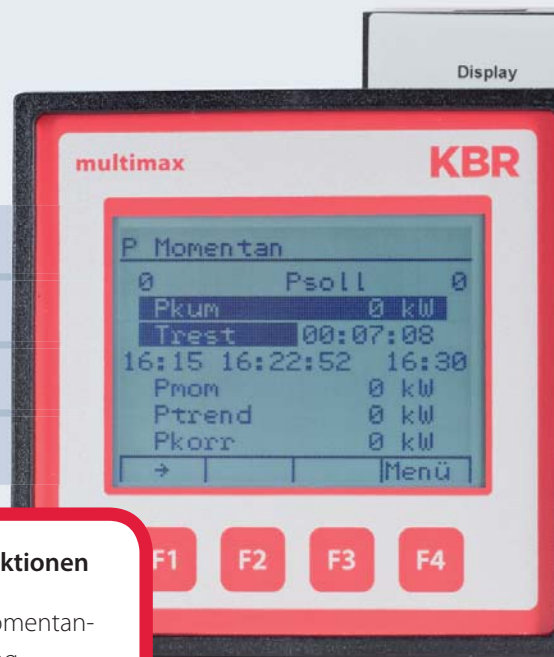 Display
multimax KBR
P Momentan
0 Psoll 0
Pkum 0 kW
Trest 00:07:08
16:15 16:22:52 16:30
Pmom 0 kW
Ptrend 0 kW
Pkorr 0 kW
→ Menü
F1 F2 F3 F4
ktionen
omentan-